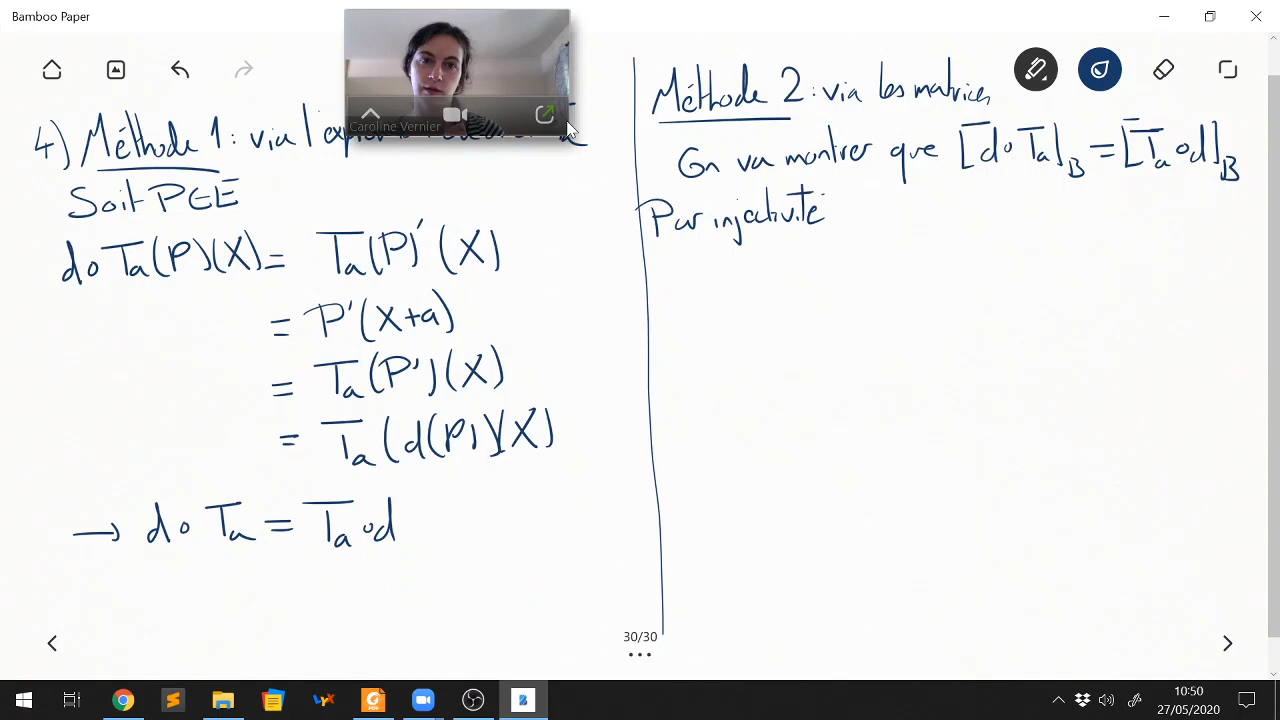 Bamboo Paper
Caroline Vernier
4) Méthode 1 : via l'
Soit P∈E
d∘Ta(P)(X) = Ta(P)'(X)
= P'(X+a)
= Ta(P')(X)
= Ta(d(P))(X)
→ d∘Ta = Ta∘d
Méthode 2 : via les matrices
On va montrer que [d∘Ta]B = [Ta∘d]B
Par injectivité
30/30
10:50
27/05/2020